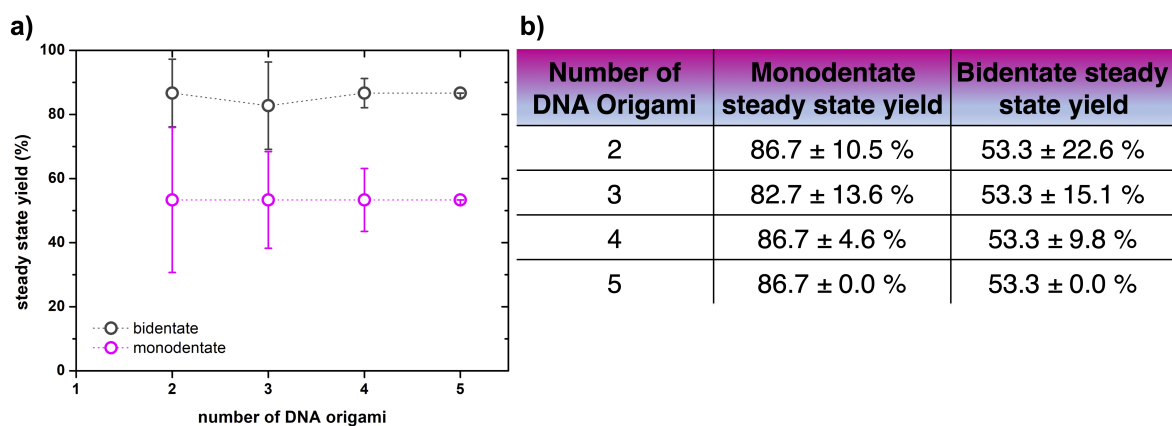 a)
100
80
60
40
20
0
steady state yield (%)
bidentate
monodentate
1 2 3 4 5
number of DNA origami
b)
Number of DNA Origami
Monodentate steady state yield
Bidentate steady state yield
2 86.7 ± 10.5 % 53.3 ± 22.6 %
3 82.7 ± 13.6 % 53.3 ± 15.1 %
4 86.7 ± 4.6 % 53.3 ± 9.8 %
5 86.7 ± 0.0 % 53.3 ± 0.0 %